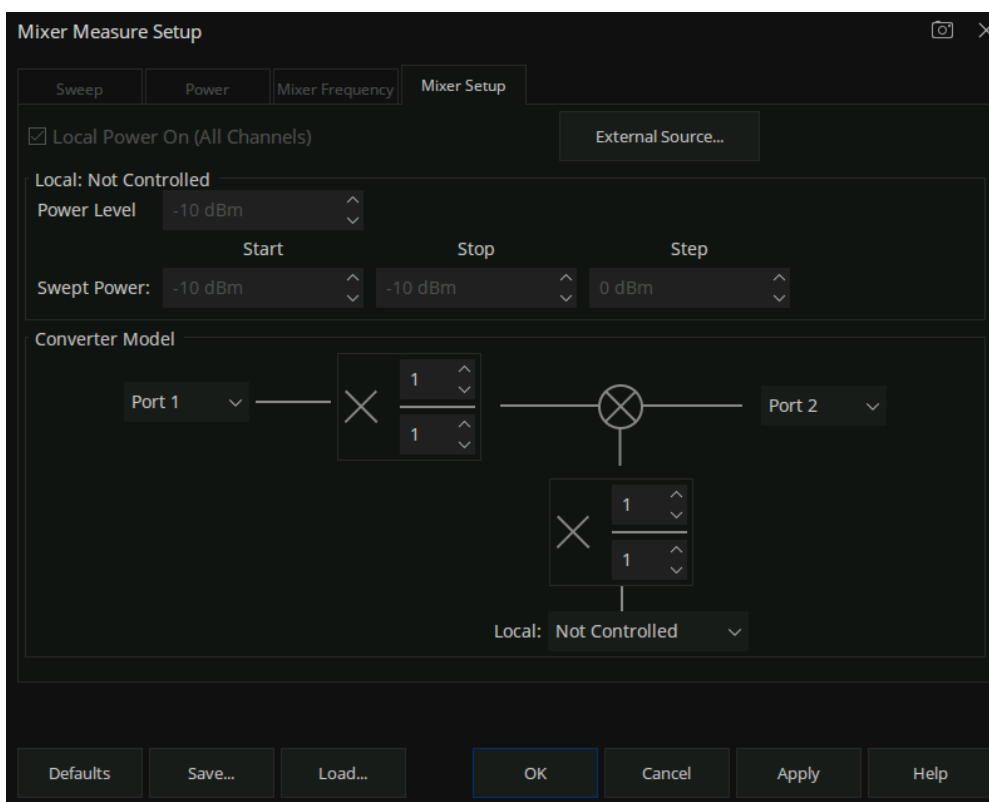 Mixer Measure Setup
Sweep Power Mixer Frequency Mixer Setup
Local Power On (All Channels) External Source...
Local: Not Controlled
Power Level -10 dBm
Start Stop Step
Swept Power: -10 dBm -10 dBm 0 dBm
Converter Model
1
Port 1 Port 2
1
1
1
Local: Not Controlled
Defaults Save... Load... OK Cancel Apply Help